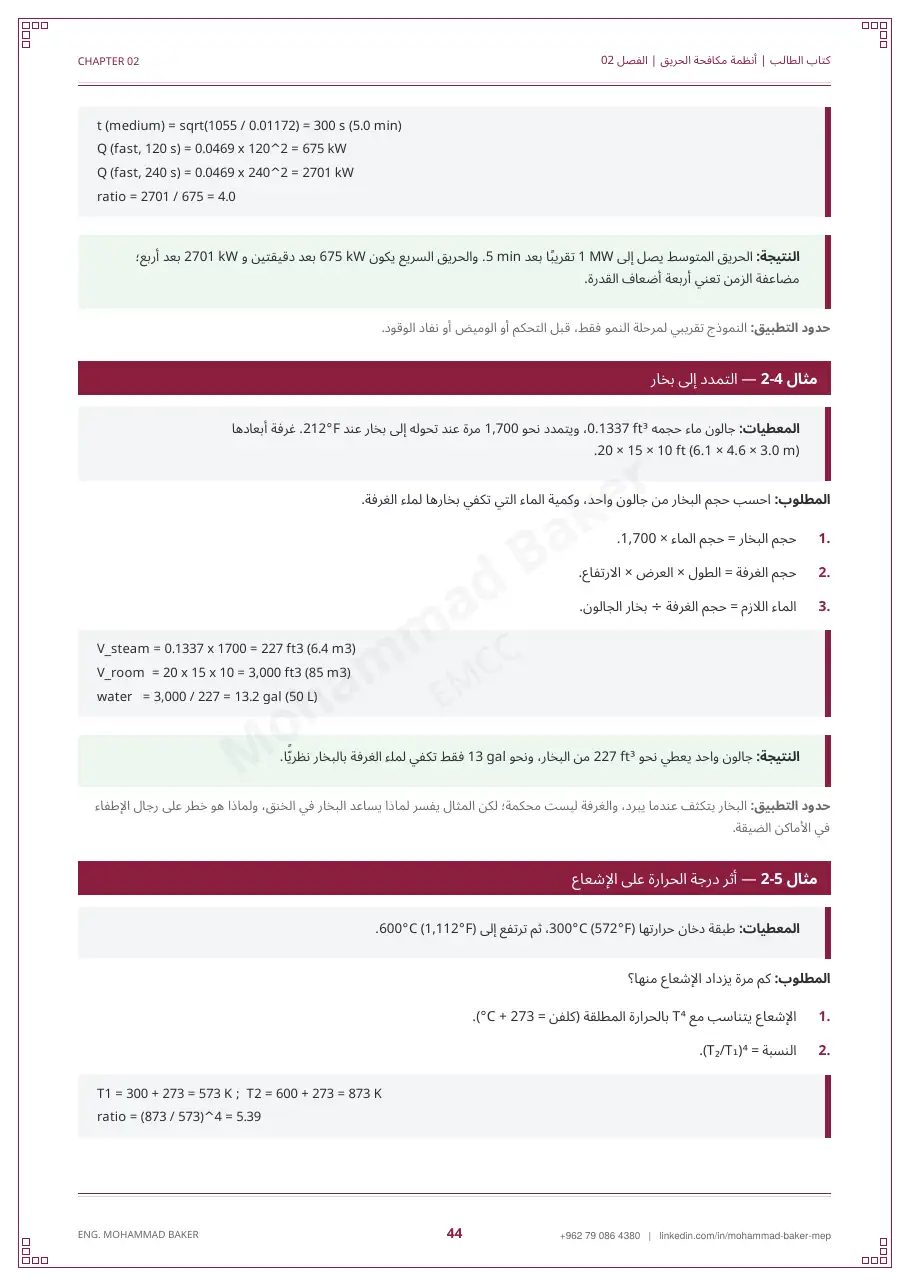 CHAPTER 02
كتاب الطالب | أنظمة مكافحة الحريق | الفصل 02
t (medium) = sqrt(1055 / 0.01172) = 300 s (5.0 min)
Q (fast, 120 s) = 0.0469 x 120^2 = 675 kW
Q (fast, 240 s) = 0.0469 x 240^2 = 2701 kW
ratio = 2701 / 675 = 4.0
النتيجة: الحريق المتوسط يصل إلى 1 MW تقريبًا بعد 5 min. والحريق السريع يكون 675 kW بعد دقيقتين و 2701 kW بعد أربع؛
مضاعفة الزمن تعني أربعة أضعاف القدرة.
حدود التطبيق: النموذج تقريبي لمرحلة النمو فقط، قبل التحكم أو الوميض أو نفاد الوقود.
مثال 4-2 — التمدد إلى بخار
المعطيات: جالون ماء حجمه 0.1337 ft³، ويتمدد نحو 1,700 مرة عند تحوله إلى بخار عند 212°F. غرفة أبعادها
20 × 15 × 10 ft (6.1 × 4.6 × 3.0 m).
المطلوب: احسب حجم البخار من جالون واحد، وكمية الماء التي تكفي بخارها لملء الغرفة.
1. حجم البخار = حجم الماء × 1,700.
2. حجم الغرفة = الطول × العرض × الارتفاع.
3. الماء اللازم = حجم الغرفة ÷ بخار الجالون.
V_steam = 0.1337 x 1700 = 227 ft3 (6.4 m3)
V_room = 20 x 15 x 10 = 3,000 ft3 (85 m3)
water = 3,000 / 227 = 13.2 gal (50 L)
النتيجة: جالون واحد يعطي نحو 227 ft³ من البخار، ونحو 13 gal فقط تكفي لملء الغرفة بالبخار نظريًّا.
حدود التطبيق: البخار يتكثف عندما يبرد، والغرفة ليست محكمة؛ لكن المثال يفسر لماذا يساعد البخار في الخنق، ولماذا هو خطر على رجال الإطفاء
في الأماكن الضيقة.
مثال 5-2 — أثر درجة الحرارة على الإشعاع
المعطيات: طبقة دخان حرارتها 300°C (572°F)، ثم ترتفع إلى 600°C (1,112°F).
المطلوب: كم مرة يزداد الإشعاع منها؟
1. الإشعاع يتناسب مع T⁴ بالحرارة المطلقة (كلفن = 273 + C°).
2. النسبة = (T₂/T₁)⁴.
T1 = 300 + 273 = 573 K ; T2 = 600 + 273 = 873 K
ratio = (873 / 573)^4 = 5.39
Mohammad Baker
EMCC
ENG. MOHAMMAD BAKER
44
+962 79 086 4380 | linkedin.com/in/mohammad-baker-mep